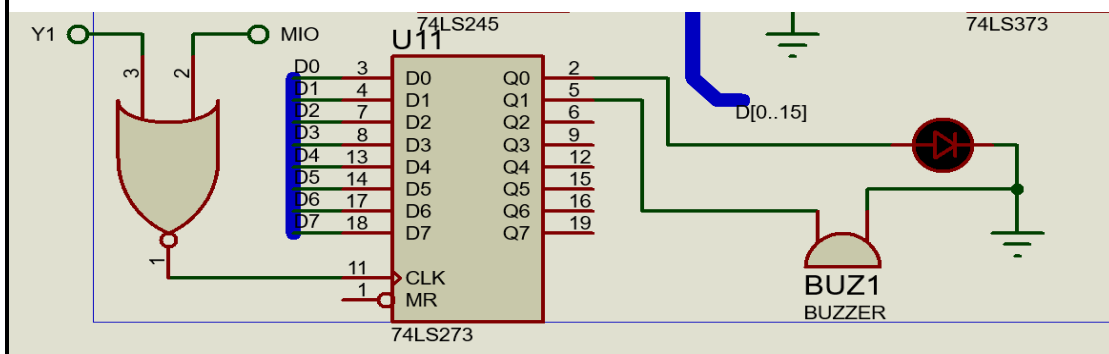 74LS245
74LS373
Y1
MIO
U11
3
2
1
D0 3 D0 Q0 2
D1 4 D1 Q1 5
D2 7 D2 Q2 6
D3 8 D3 Q3 9
D4 13 D4 Q4 12
D5 14 D5 Q5 15
D6 17 D6 Q6 16
D7 18 D7 Q7 19
11 CLK
1 MR
74LS273
D[0..15]
BUZ1
BUZZER